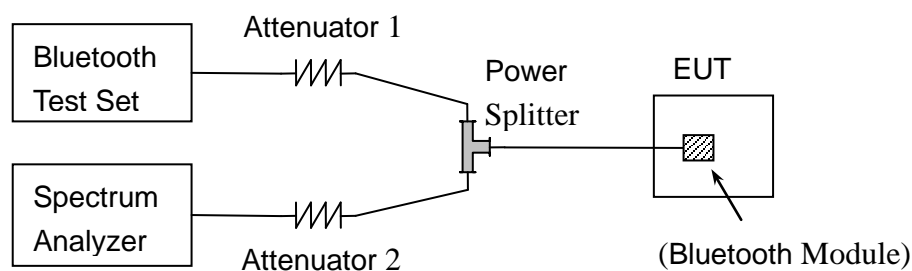 Attenuator 1
Bluetooth
Test Set
Power
Splitter
EUT
Spectrum
Analyzer
Attenuator 2
(Bluetooth Module)